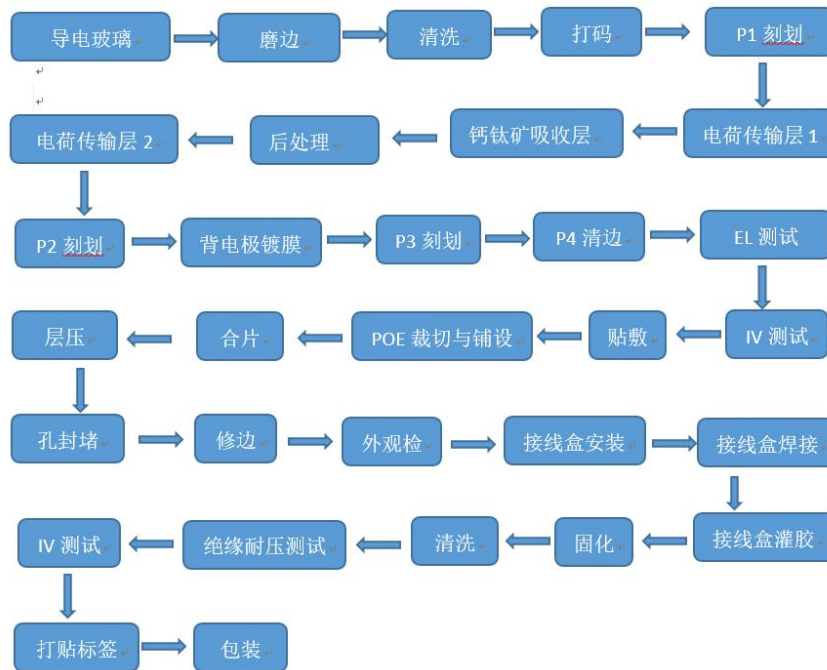 导电玻璃
磨边
清洗
打码
P1 刻划
电荷传输层 2
后处理
钙钛矿吸收层
电荷传输层 1
P2 刻划
背电极镀膜
P3 刻划
P4 清边
EL 测试
层压
合片
POE 裁切与铺设
贴敷
IV 测试
孔封堵
修边
外观检
接线盒安装
接线盒焊接
IV 测试
绝缘耐压测试
清洗
固化
接线盒灌胶
打贴标签
包装